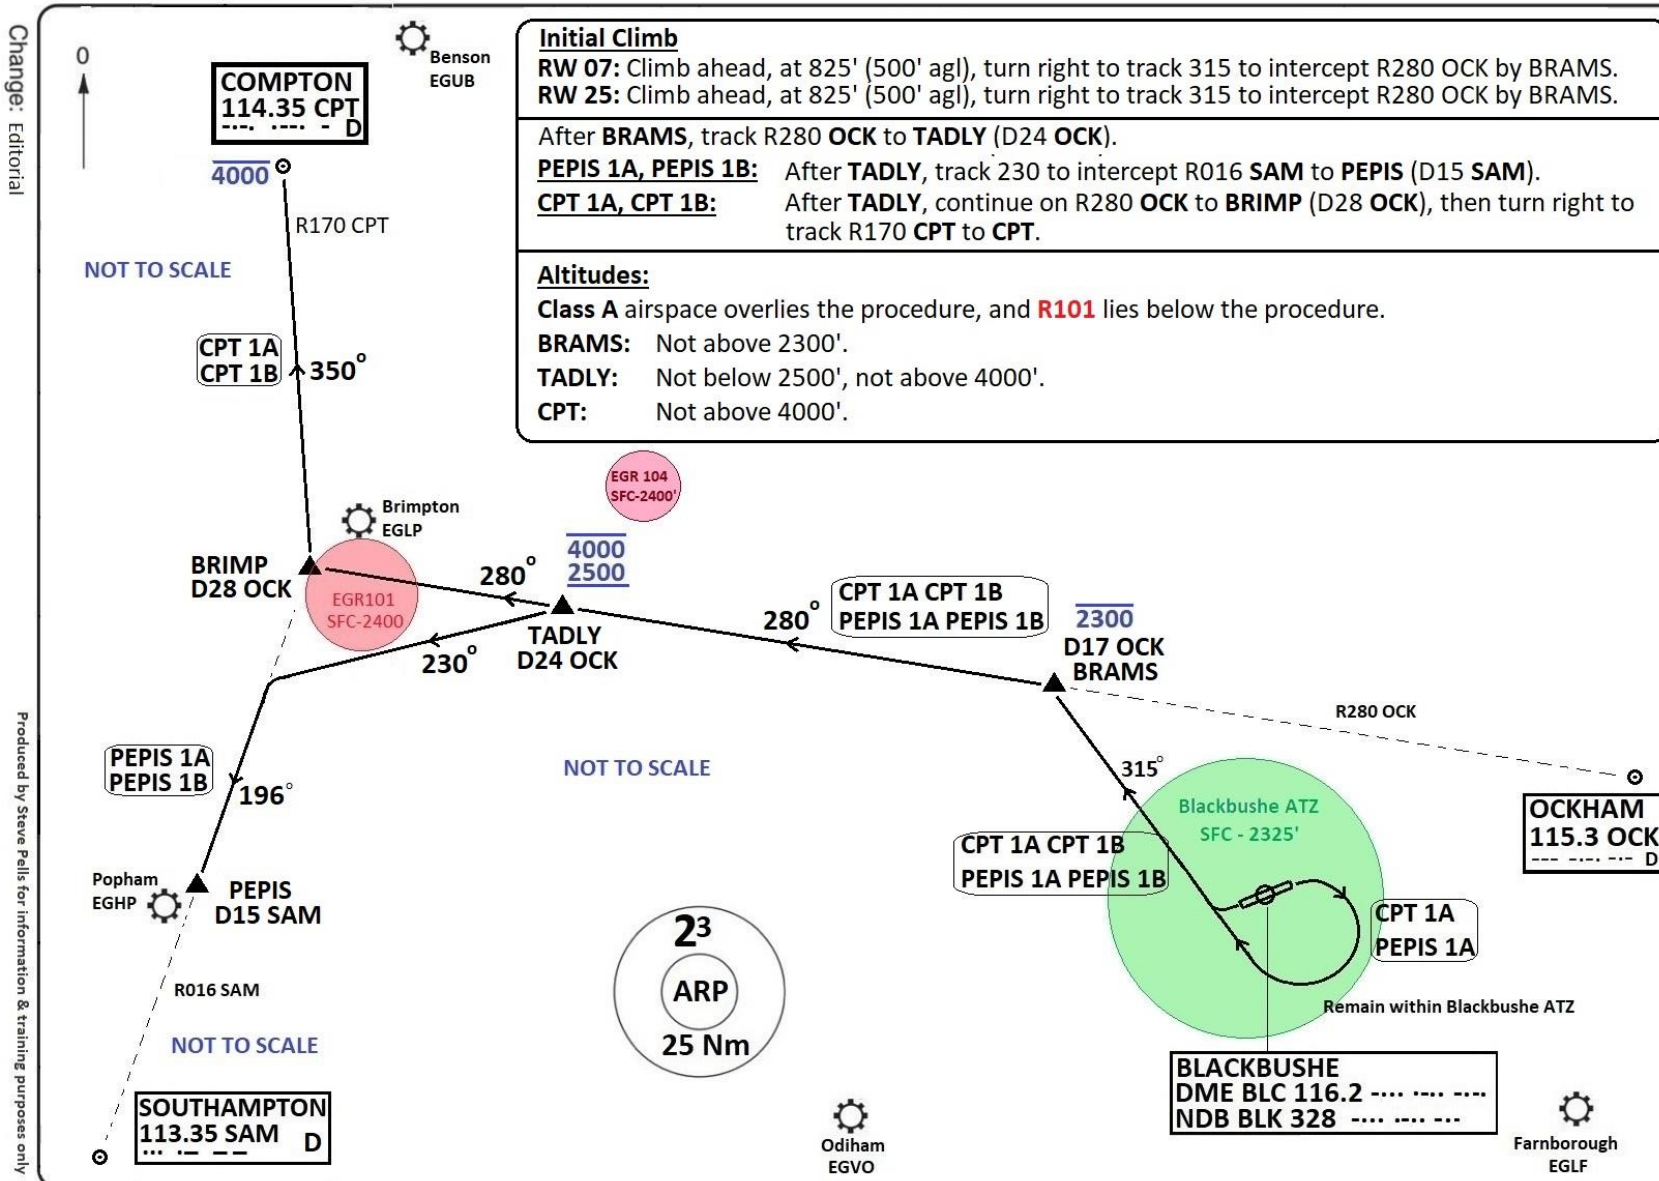 Change: Editorial
Produced by Steve Pells for information & training purposes only
0
Benson
EGUB
COMPTON
114.35 CPT
-·-· ·--· - D
4000
R170 CPT
NOT TO SCALE
Initial Climb
RW 07: Climb ahead, at 825' (500' agl), turn right to track 315 to intercept R280 OCK by BRAMS.
RW 25: Climb ahead, at 825' (500' agl), turn right to track 315 to intercept R280 OCK by BRAMS.
After BRAMS, track R280 OCK to TADLY (D24 OCK).
PEPIS 1A, PEPIS 1B: After TADLY, track 230 to intercept R016 SAM to PEPIS (D15 SAM).
CPT 1A, CPT 1B: After TADLY, continue on R280 OCK to BRIMP (D28 OCK), then turn right to
track R170 CPT to CPT.
Altitudes:
Class A airspace overlies the procedure, and R101 lies below the procedure.
BRAMS: Not above 2300'.
TADLY: Not below 2500', not above 4000'.
CPT: Not above 4000'.
CPT 1A
CPT 1B
350°
EGR 104
SFC-2400'
Brimpton
EGLP
BRIMP
D28 OCK
EGR101
SFC-2400
280°
4000
2500
TADLY
D24 OCK
230°
280°
CPT 1A CPT 1B
PEPIS 1A PEPIS 1B
2300
D17 OCK
BRAMS
R280 OCK
OCKHAM
115.3 OCK
--- -·-· -·- D
315°
Blackbushe ATZ
SFC - 2325'
CPT 1A CPT 1B
PEPIS 1A PEPIS 1B
CPT 1A
PEPIS 1A
Remain within Blackbushe ATZ
NOT TO SCALE
PEPIS 1A
PEPIS 1B
196°
Popham
EGHP
PEPIS
D15 SAM
R016 SAM
NOT TO SCALE
2³
ARP
25 Nm
BLACKBUSHE
DME BLC 116.2 -··· ·-·· -·-·
NDB BLK 328 -··· ·-·· -·-
SOUTHAMPTON
113.35 SAM D
··· ·- --
Odiham
EGVO
Farnborough
EGLF